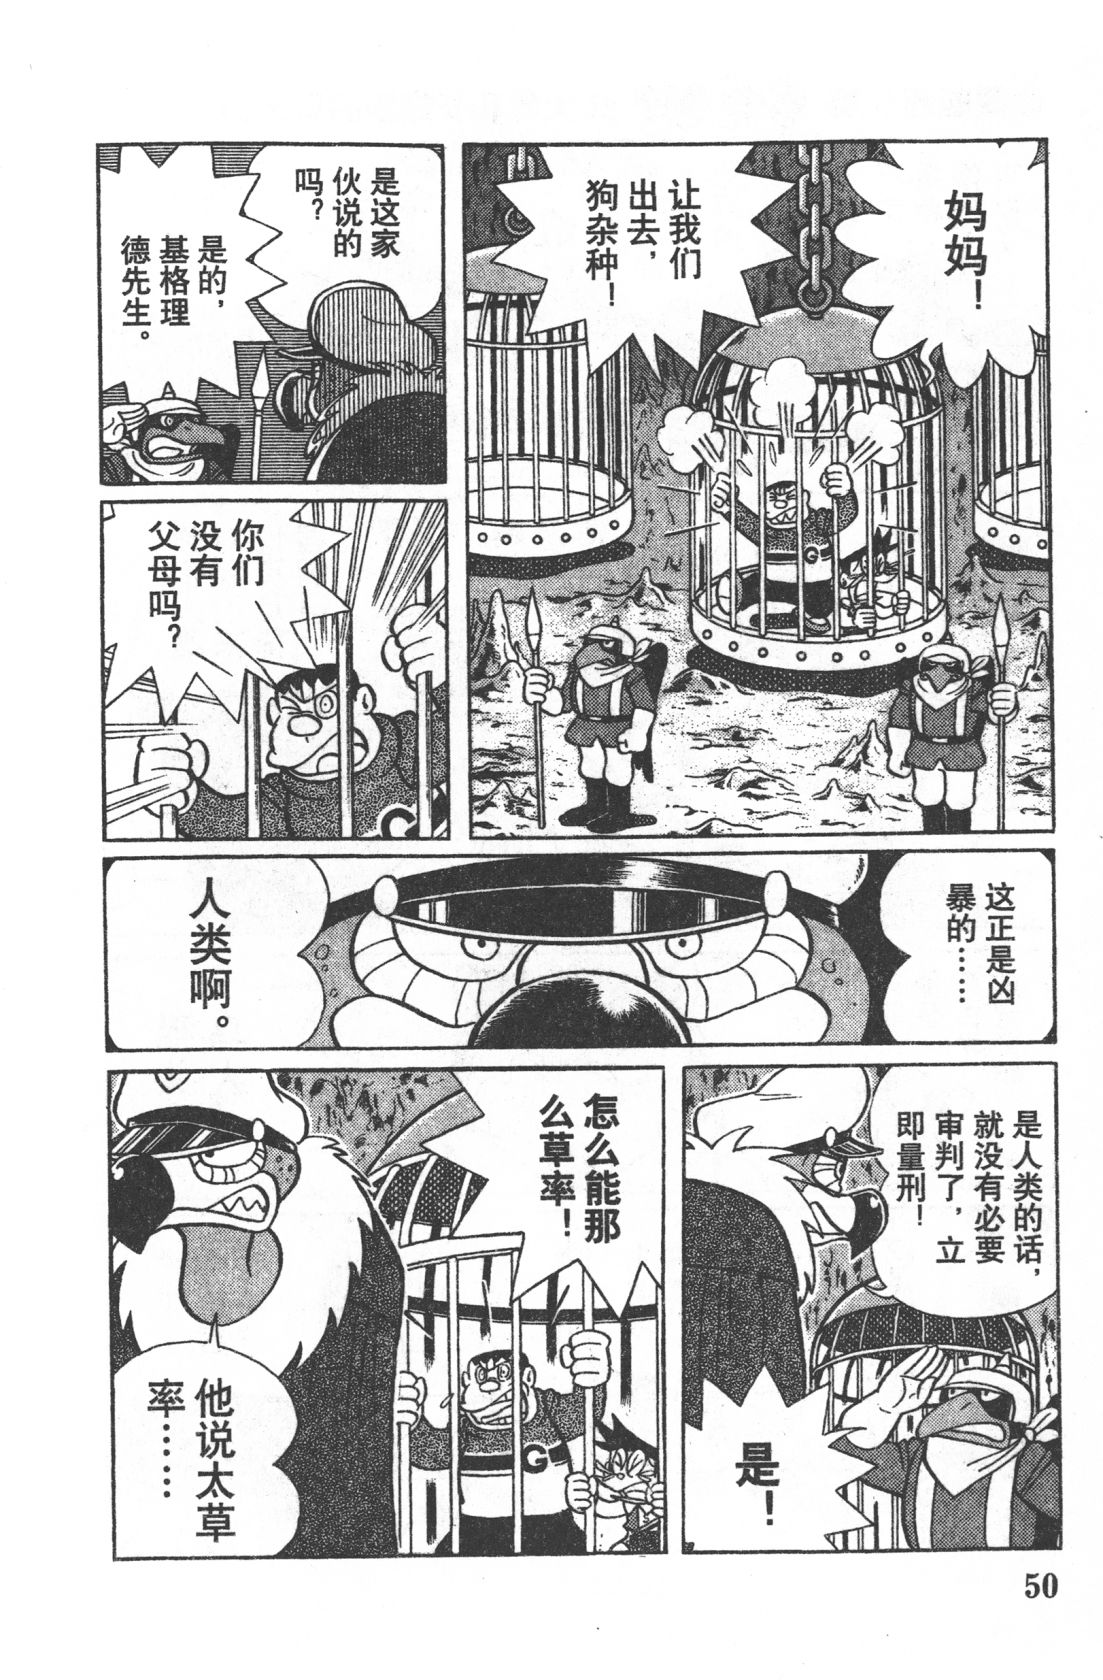 妈妈！
让我们
出去，
狗杂种！
是这家
伙说的
吗？
是的，
基格理
德先生。
你们
没有
父母吗？
这正是凶
暴的……
人类啊。
是人类的话，
就没有必要
审判了，立
即量刑！
是！
怎么能那
么草率！
他说太草
率……
G
G
G
50